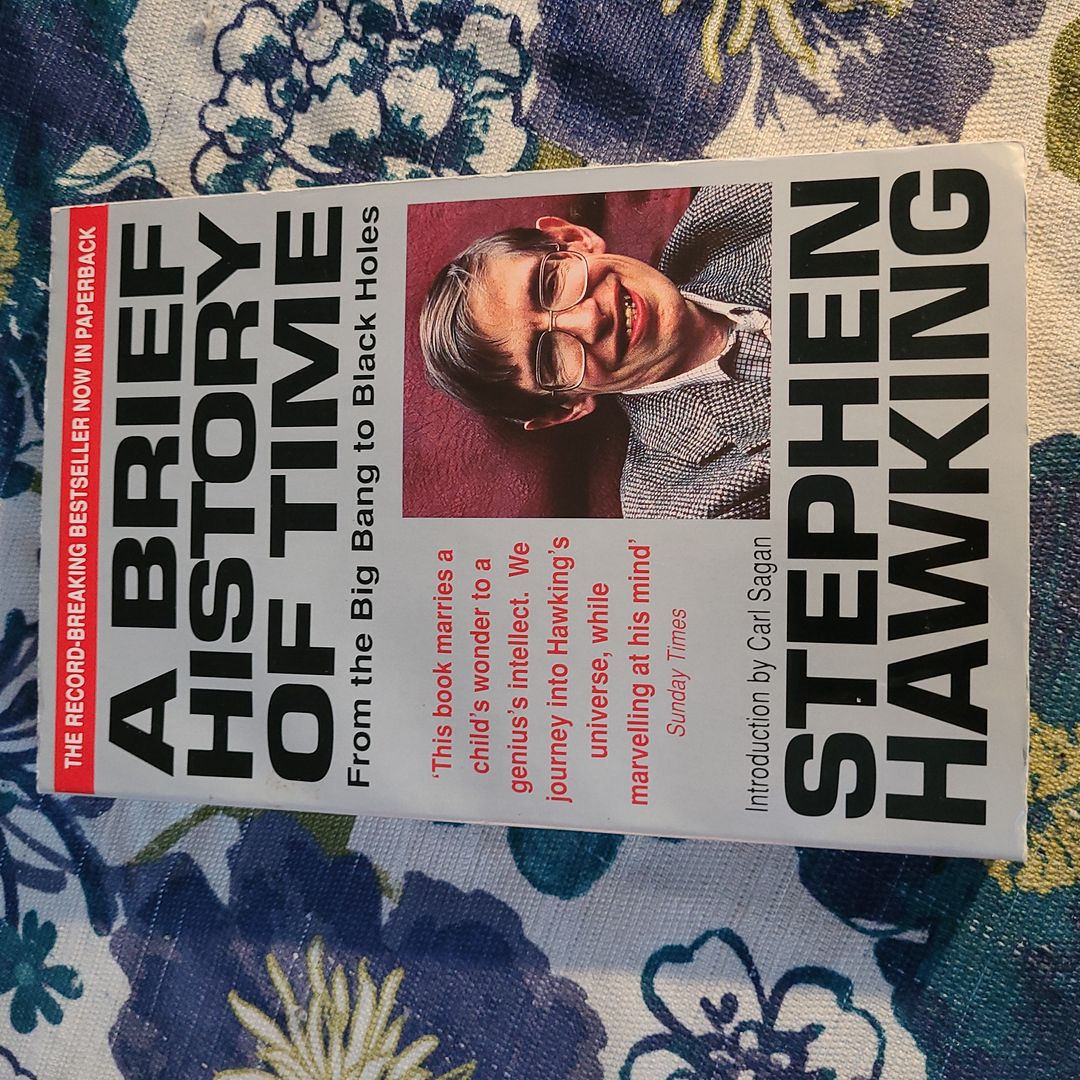 THE RECORD-BREAKING BESTSELLER NOW IN PAPERBACK
A BRIEF
HISTORY
OF TIME
From the Big Bang to Black Holes
‘This book marries a
child’s wonder to a
genius’s intellect. We
journey into Hawking’s
universe, while
marvelling at his mind’
Sunday Times
Introduction by Carl Sagan
STEPHEN
HAWKING